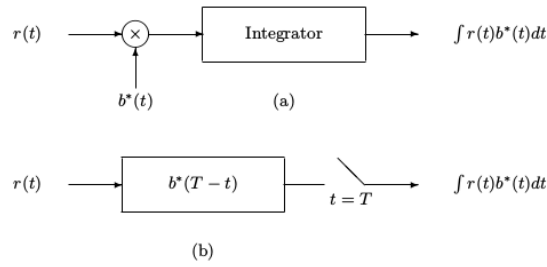 r(t) × Integrator ∫ r(t)b*(t)dt
b*(t)
(a)
r(t) b*(T − t) ∫ r(t)b*(t)dt
t = T
(b)